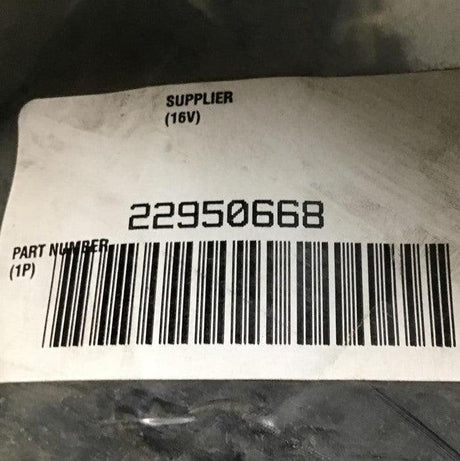 SUPPLIER
(16V)
22950668
PART NUMBER
(1P)